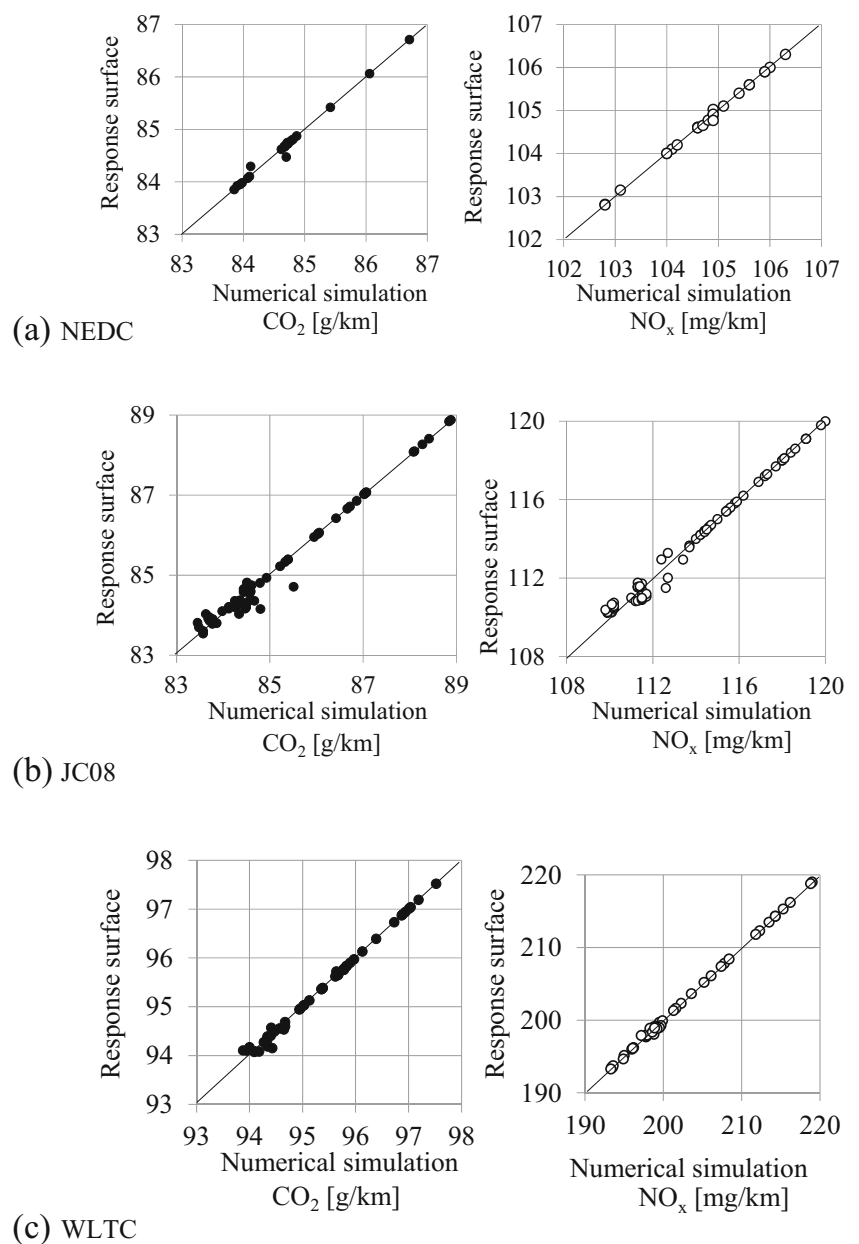 87
86
85
84
83
Response surface
83 84 85 86 87
Numerical simulation
CO₂ [g/km]
107
106
105
104
103
102
Response surface
102 103 104 105 106 107
Numerical simulation
NOₓ [mg/km]
(a) NEDC
89
87
85
83
Response surface
83 85 87 89
Numerical simulation
CO₂ [g/km]
120
116
112
108
Response surface
108 112 116 120
Numerical simulation
NOₓ [mg/km]
(b) JC08
98
97
96
95
94
93
Response surface
93 94 95 96 97 98
Numerical simulation
CO₂ [g/km]
220
210
200
190
Response surface
190 200 210 220
Numerical simulation
NOₓ [mg/km]
(c) WLTC